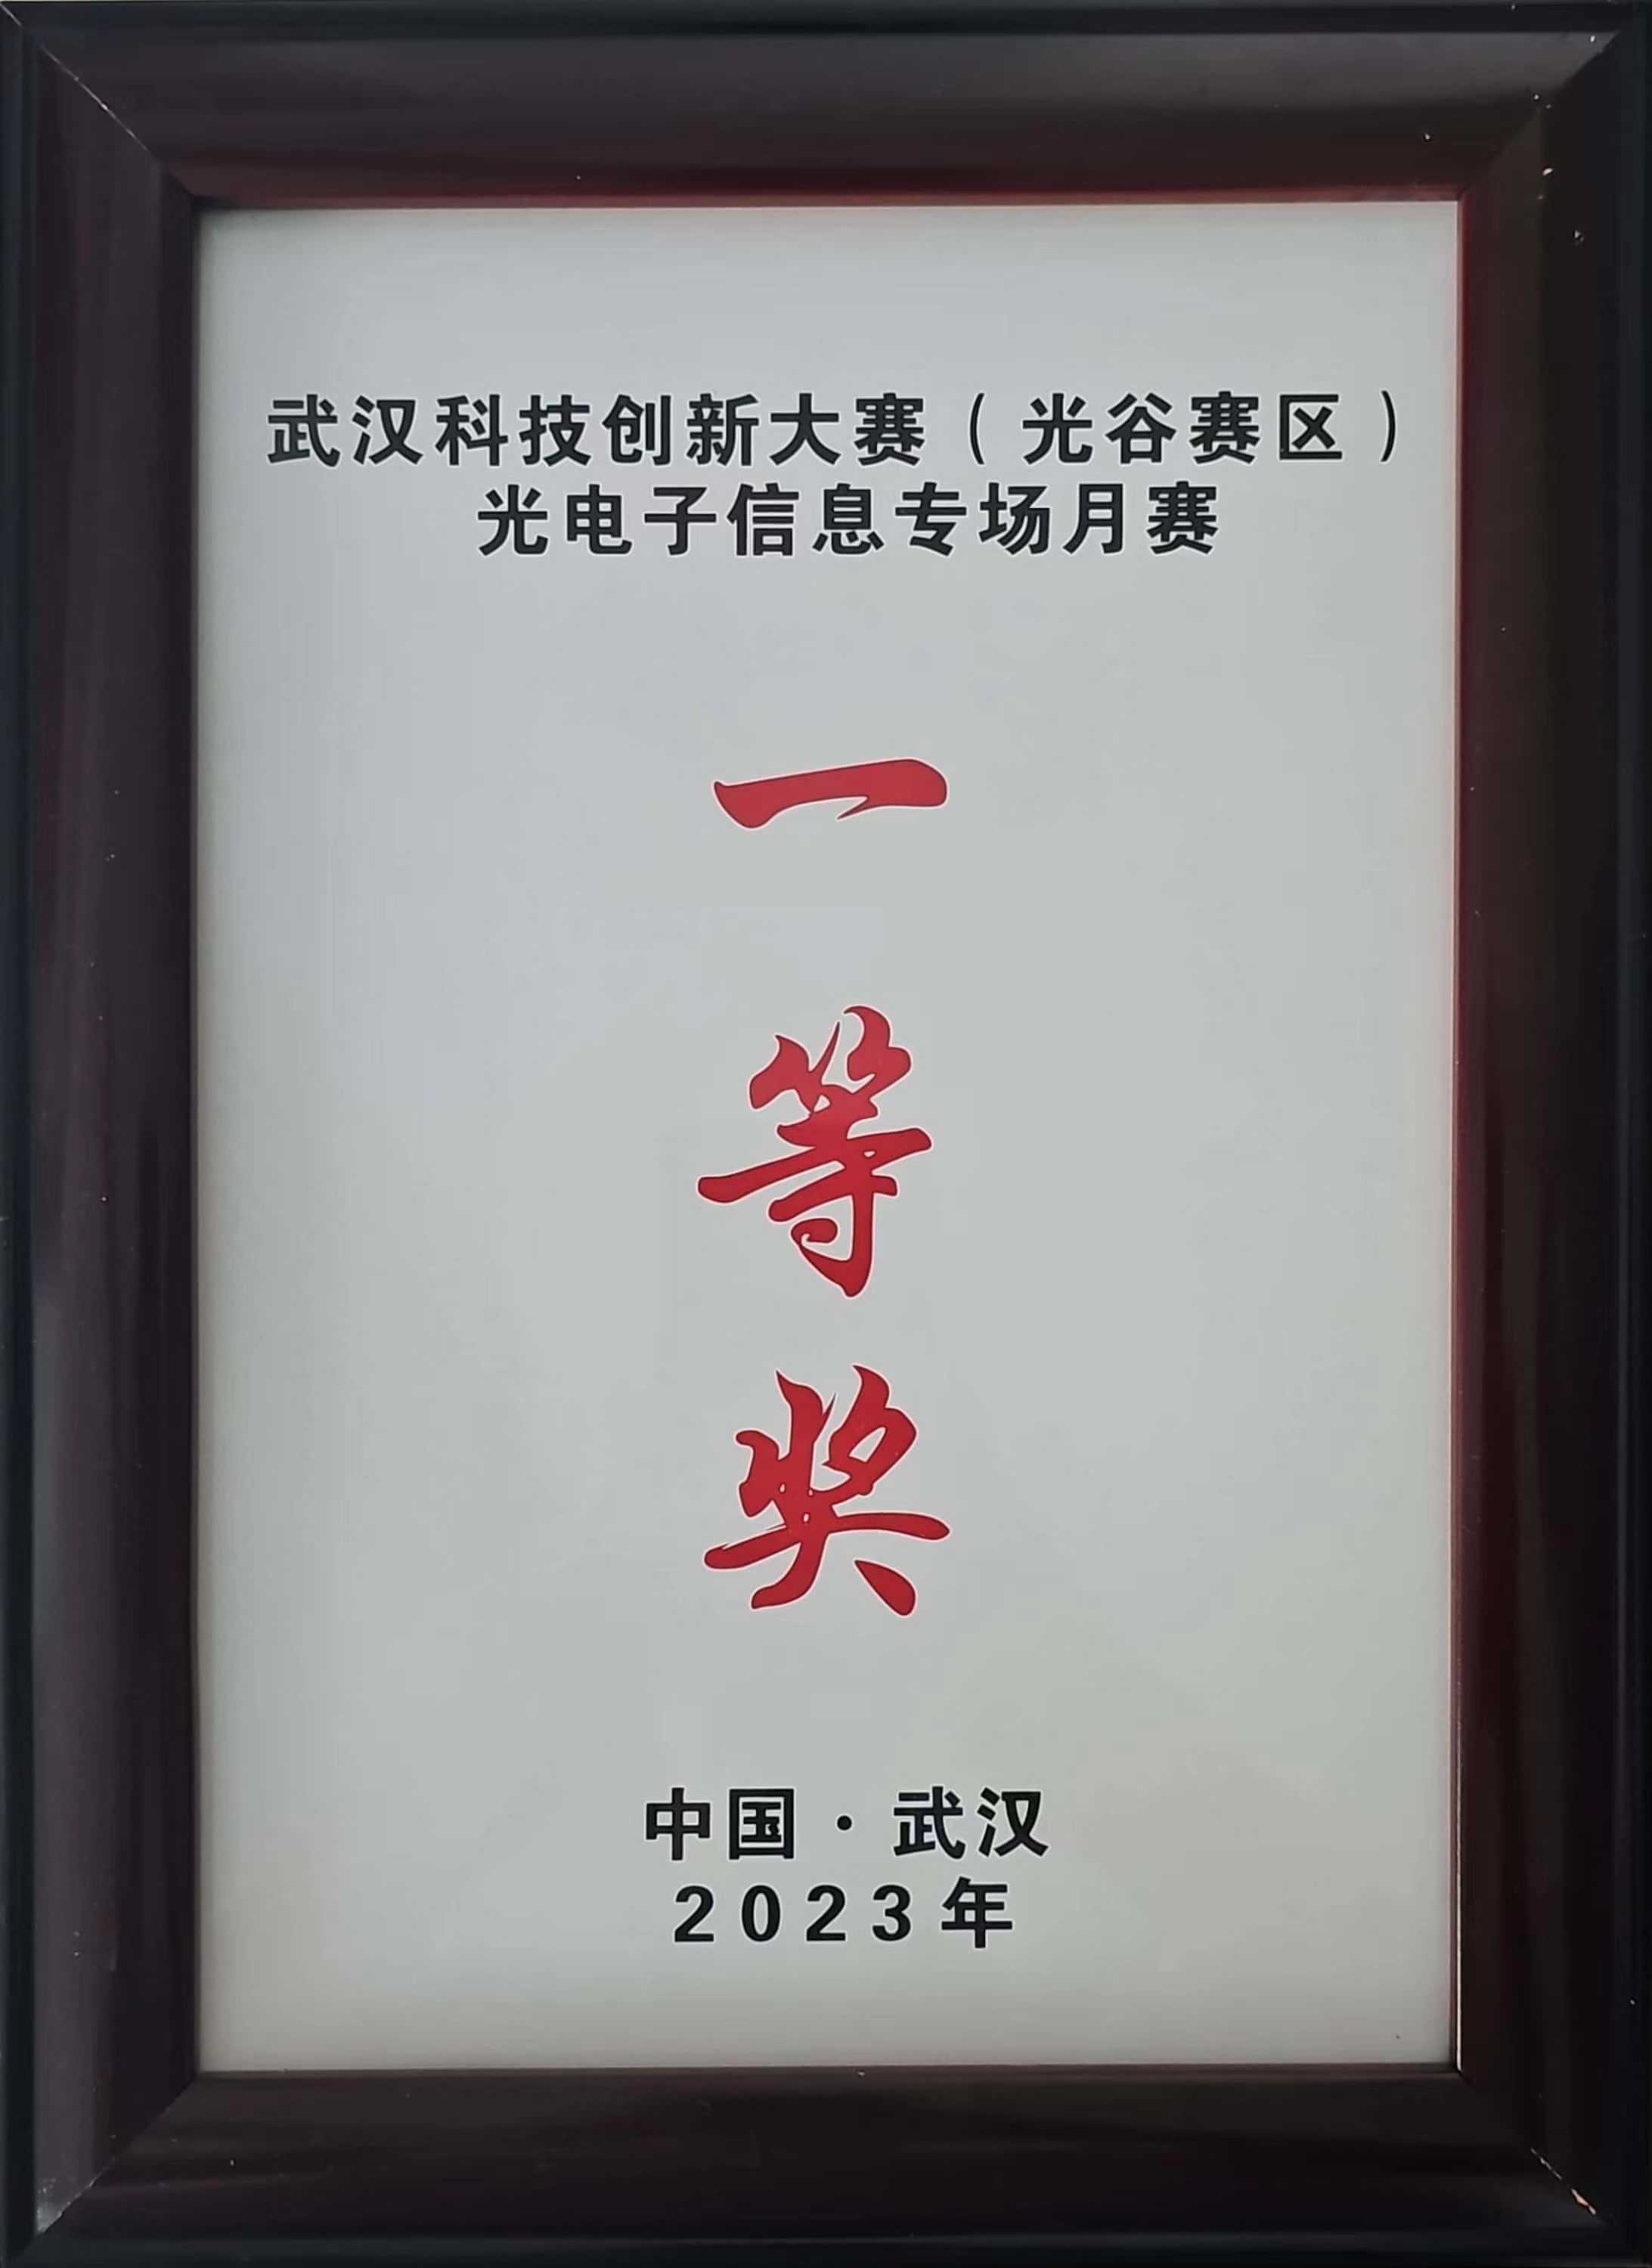 武汉科技创新大赛（光谷赛区）
光电子信息专场月赛
一
等
奖
中国·武汉
2023年